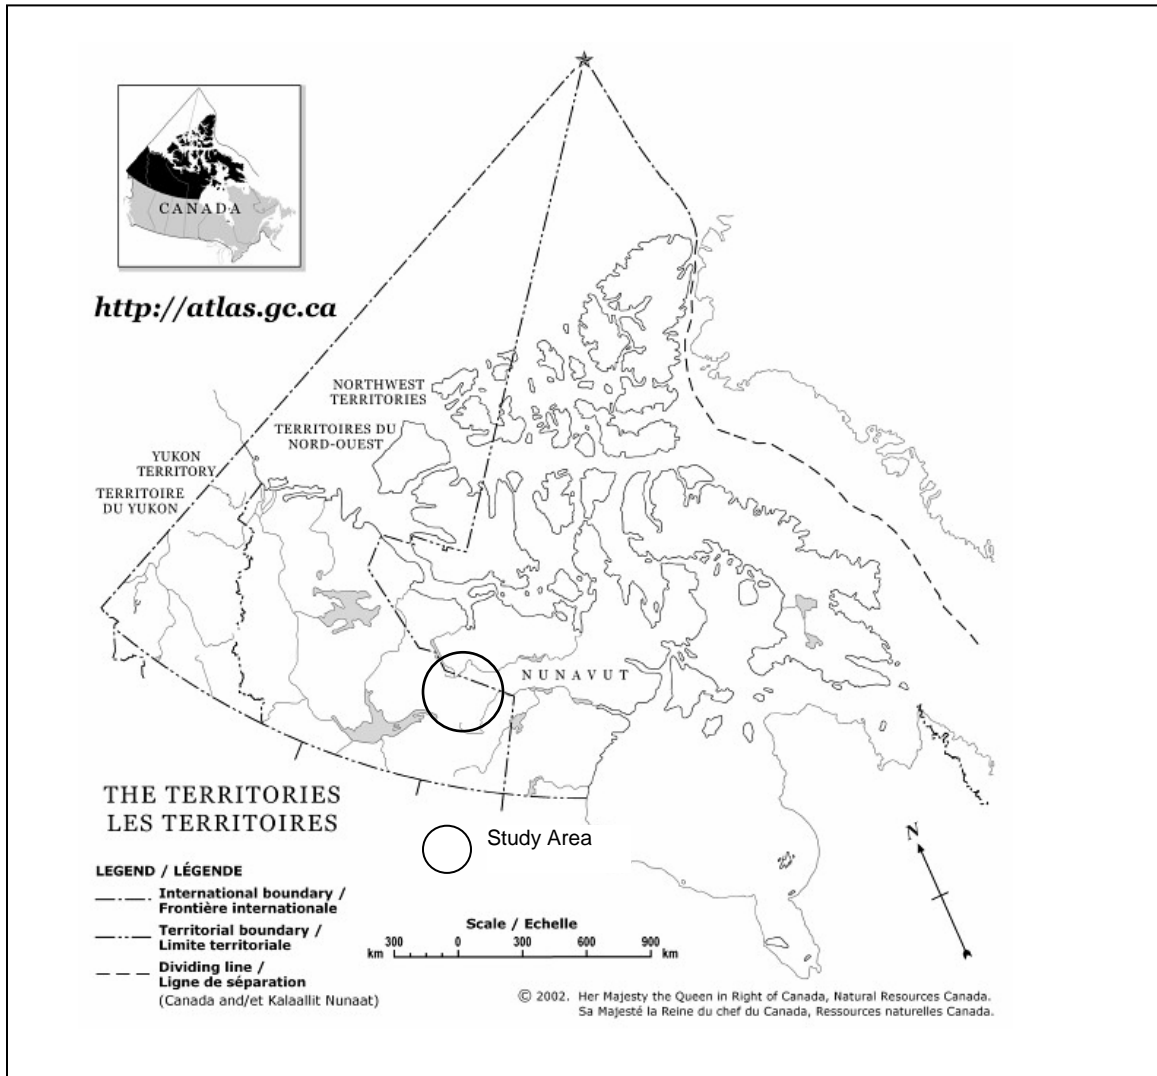 CANADA
http://atlas.gc.ca
NORTHWEST
TERRITORIES
TERRITOIRES DU
NORD-OUEST
YUKON
TERRITORY
TERRITOIRE
DU YUKON
NUNAVUT
THE TERRITORIES
LES TERRITOIRES
Study Area
N
LEGEND / LÉGENDE
International boundary /
Frontière internationale
Territorial boundary /
Limite territoriale
Dividing line /
Ligne de séparation
(Canada and/et Kalaallit Nunaat)
Scale / Echelle
300 0 300 600 900
km km
© 2002. Her Majesty the Queen in Right of Canada, Natural Resources Canada.
Sa Majesté la Reine du chef du Canada, Ressources naturelles Canada.